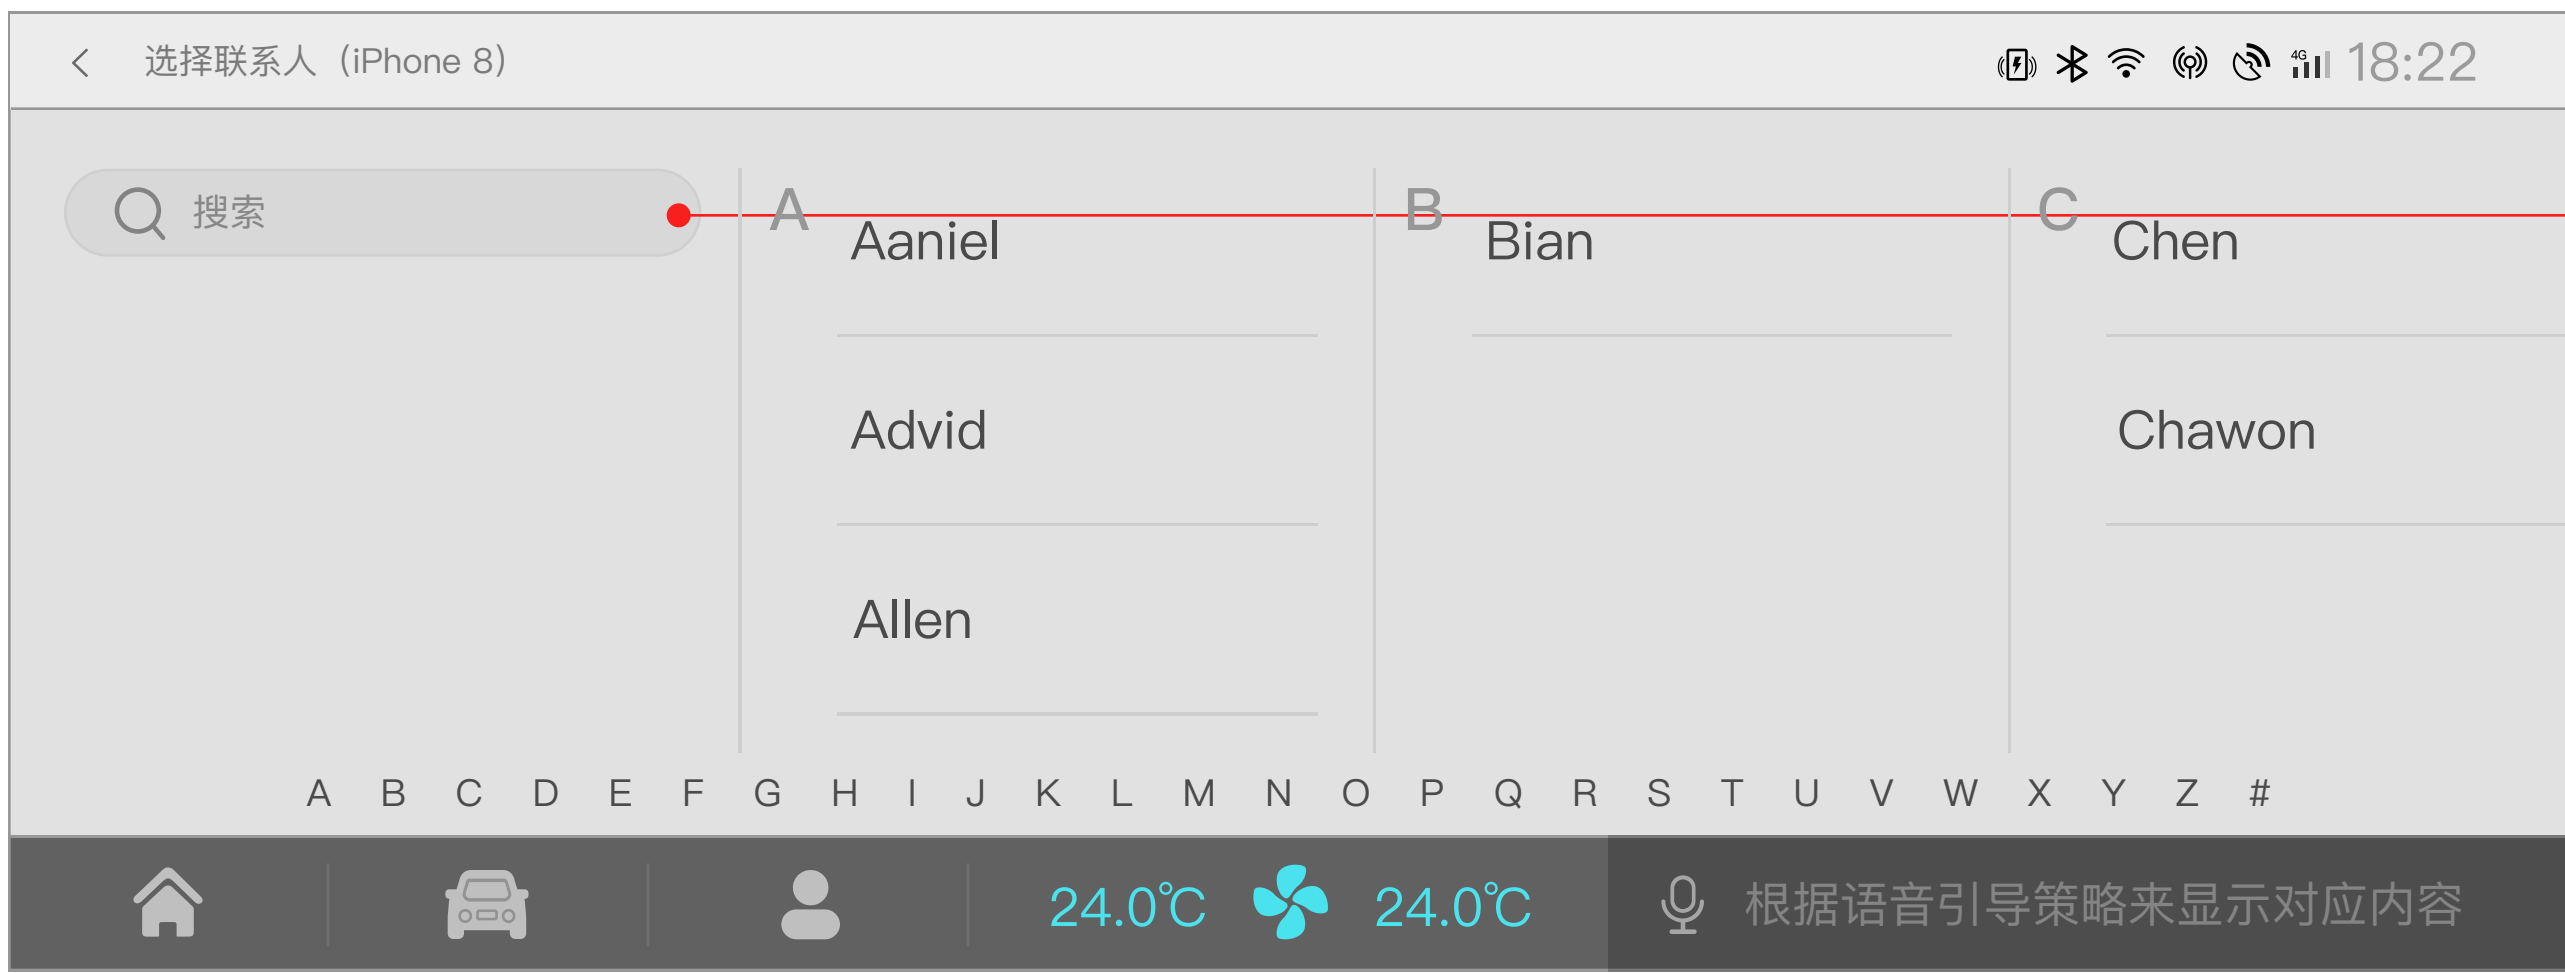 选择联系人（iPhone 8）
4G 18:22
搜索
A
Aaniel
Advid
Allen
B
Bian
C
Chen
Chawon
A B C D E F G H I J K L M N O P Q R S T U V W X Y Z #
24.0℃ 24.0℃ 根据语音引导策略来显示对应内容